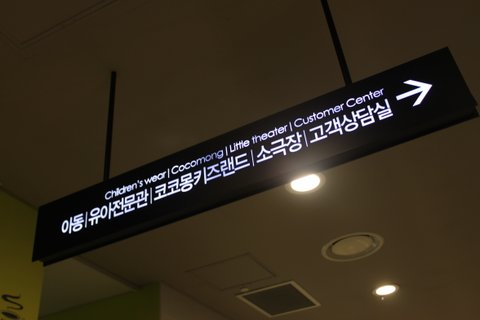 Children's wear | Cocomong | Little theater | Customer Center
아동 | 유아전문관 | 코코몽키즈랜드 | 소극장 | 고객상담실